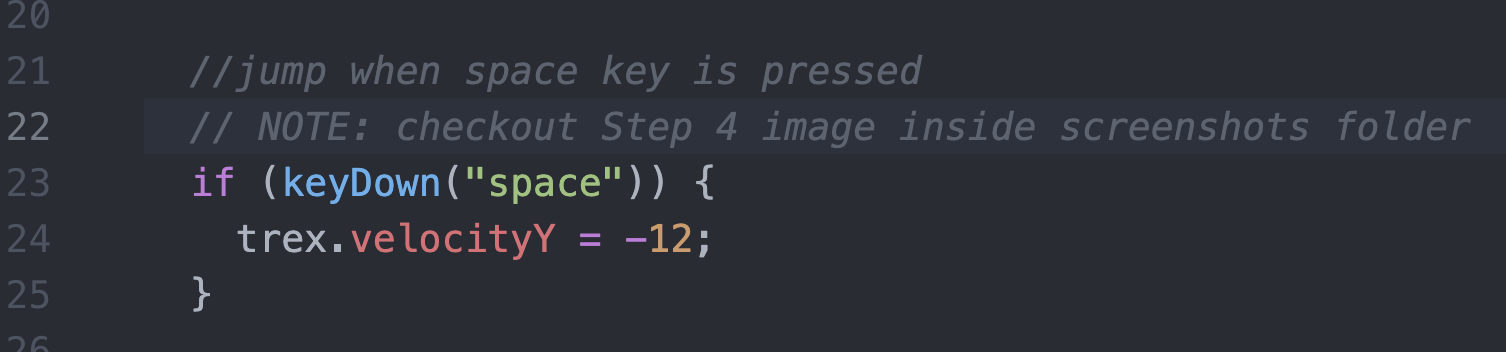 20
21 //jump when space key is pressed
22 // NOTE: checkout Step 4 image inside screenshots folder
23 if (keyDown("space")) {
24 trex.velocityY = -12;
25 }
26